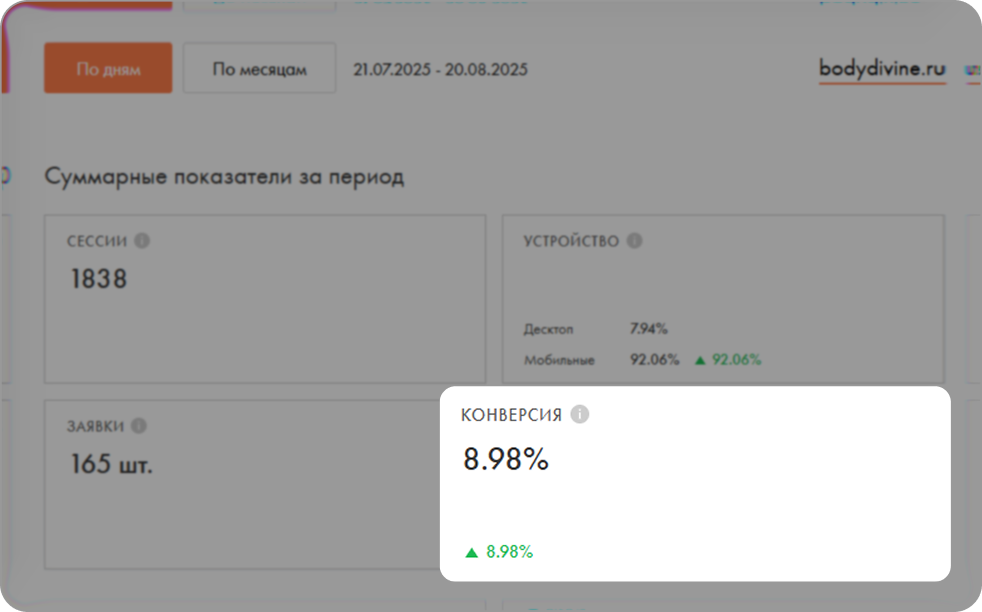 По дням
По месяцам
21.07.2025 - 20.08.2025
bodydivine.ru
Суммарные показатели за период
СЕССИИ
1838
УСТРОЙСТВО
Десктоп 7.94%
Мобильные 92.06% ▲ 92.06%
ЗАЯВКИ
165 шт.
КОНВЕРСИЯ
8.98%
▲ 8.98%